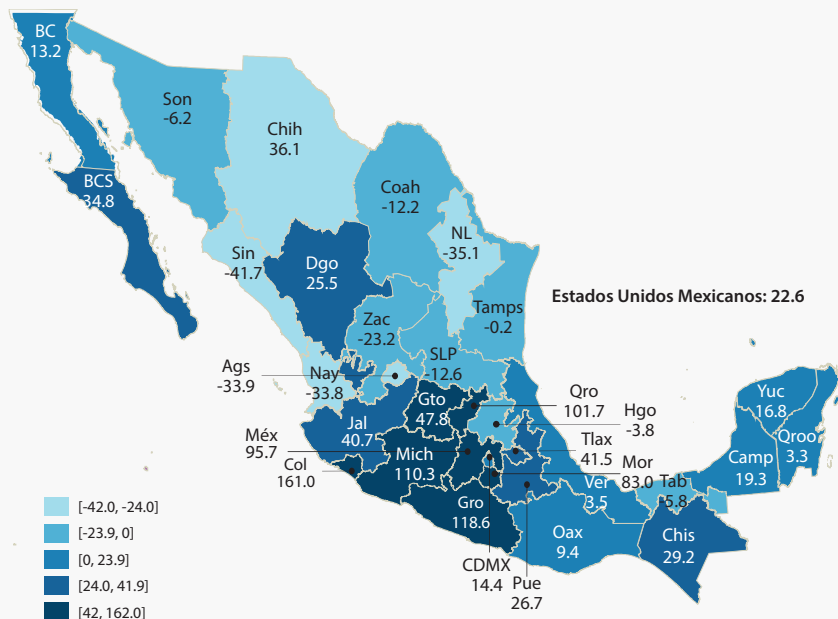 BC
13.2
Son
-6.2
Chih
36.1
BCS
34.8
Coah
-12.2
NL
-35.1
Sin
-41.7
Dgo
25.5
Estados Unidos Mexicanos: 22.6
Zac
-23.2
Tamps
-0.2
SLP
-12.6
Ags
-33.9
Nay
-33.8
Gto
47.8
Qro
101.7
Hgo
-3.8
Yuc
16.8
Jal
40.7
Qroo
3.3
Méx
95.7
Tlax
41.5
Camp
19.3
Col
161.0
Mich
110.3
Mor
83.0
Ver
3.5
Tab
-5.8
Gro
118.6
Oax
9.4
Chis
29.2
CDMX
14.4
Pue
26.7
[-42.0, -24.0]
[-23.9, 0]
[0, 23.9]
[24.0, 41.9]
[42, 162.0]